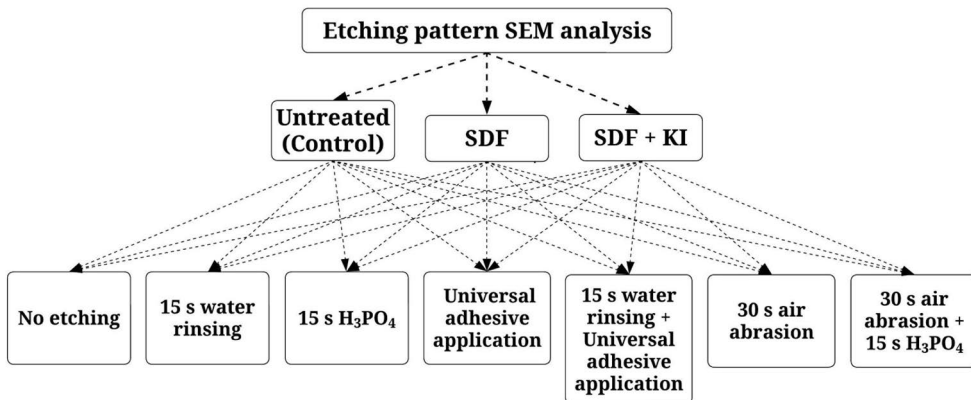 Etching pattern SEM analysis
Untreated
(Control)
SDF
SDF + KI
No etching
15 s water
rinsing
15 s H₃PO₄
Universal
adhesive
application
15 s water
rinsing +
Universal
adhesive
application
30 s air
abrasion
30 s air
abrasion +
15 s H₃PO₄